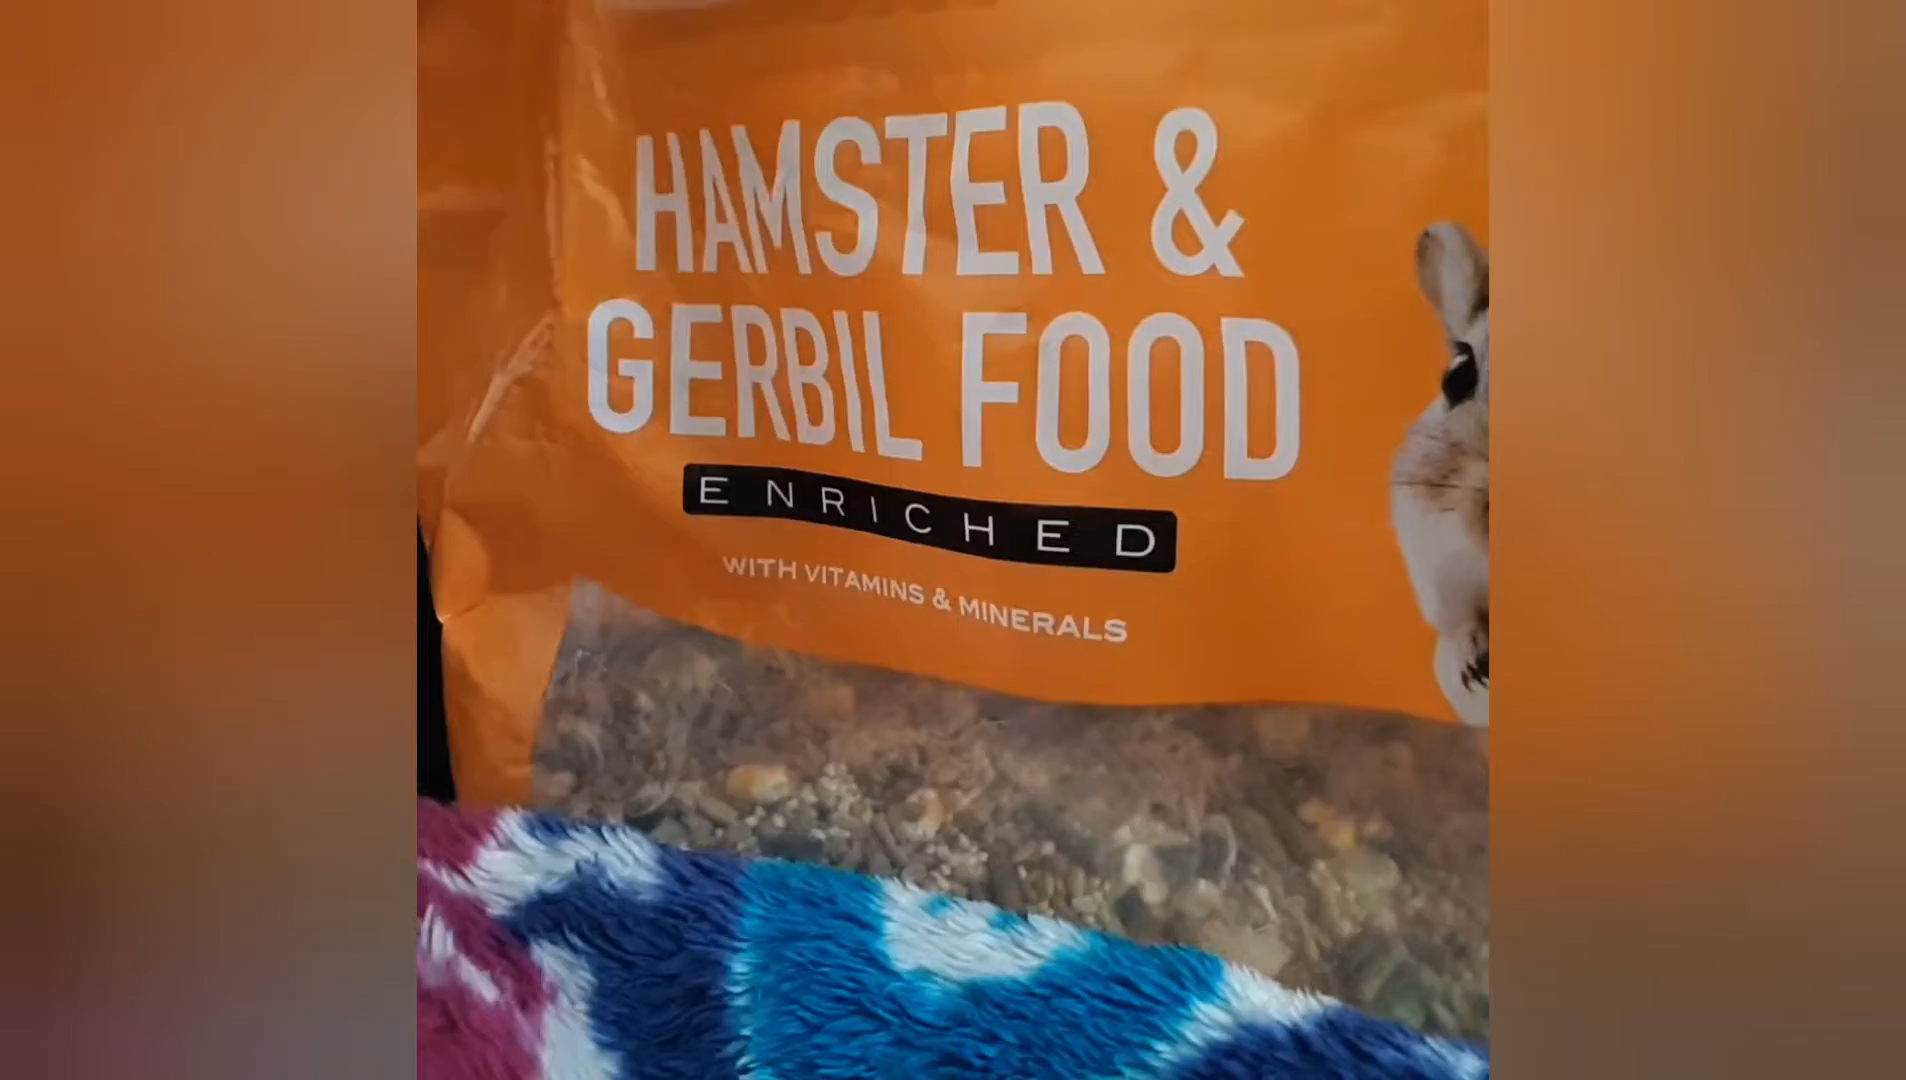 HAMSTER &
GERBIL FOOD
ENRICHED
WITH VITAMINS & MINERALS